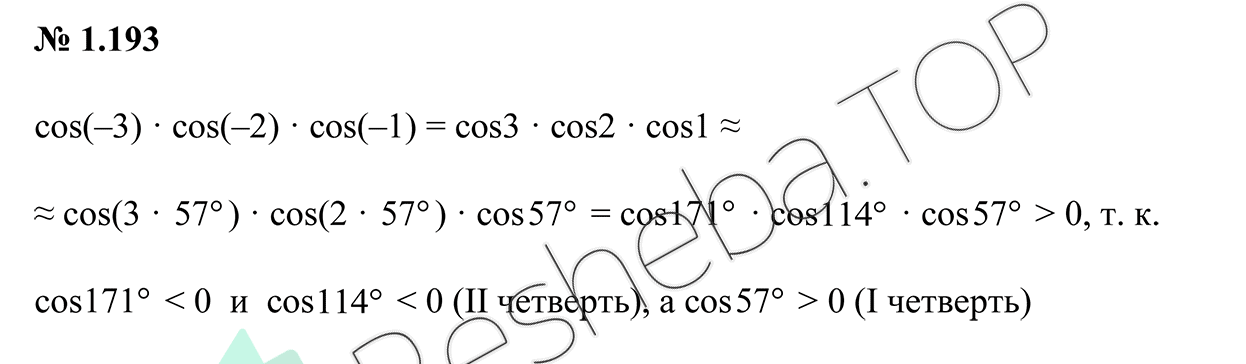 № 1.193
cos(–3) · cos(–2) · cos(–1) = cos3 · cos2 · cos1 ≈
≈ cos(3 · 57°) · cos(2 · 57°) · cos57° = cos171° · cos114° · cos57° > 0, т. к.
cos171° < 0 и cos114° < 0 (II четверть), а cos57° > 0 (I четверть)
Resheba.TOP